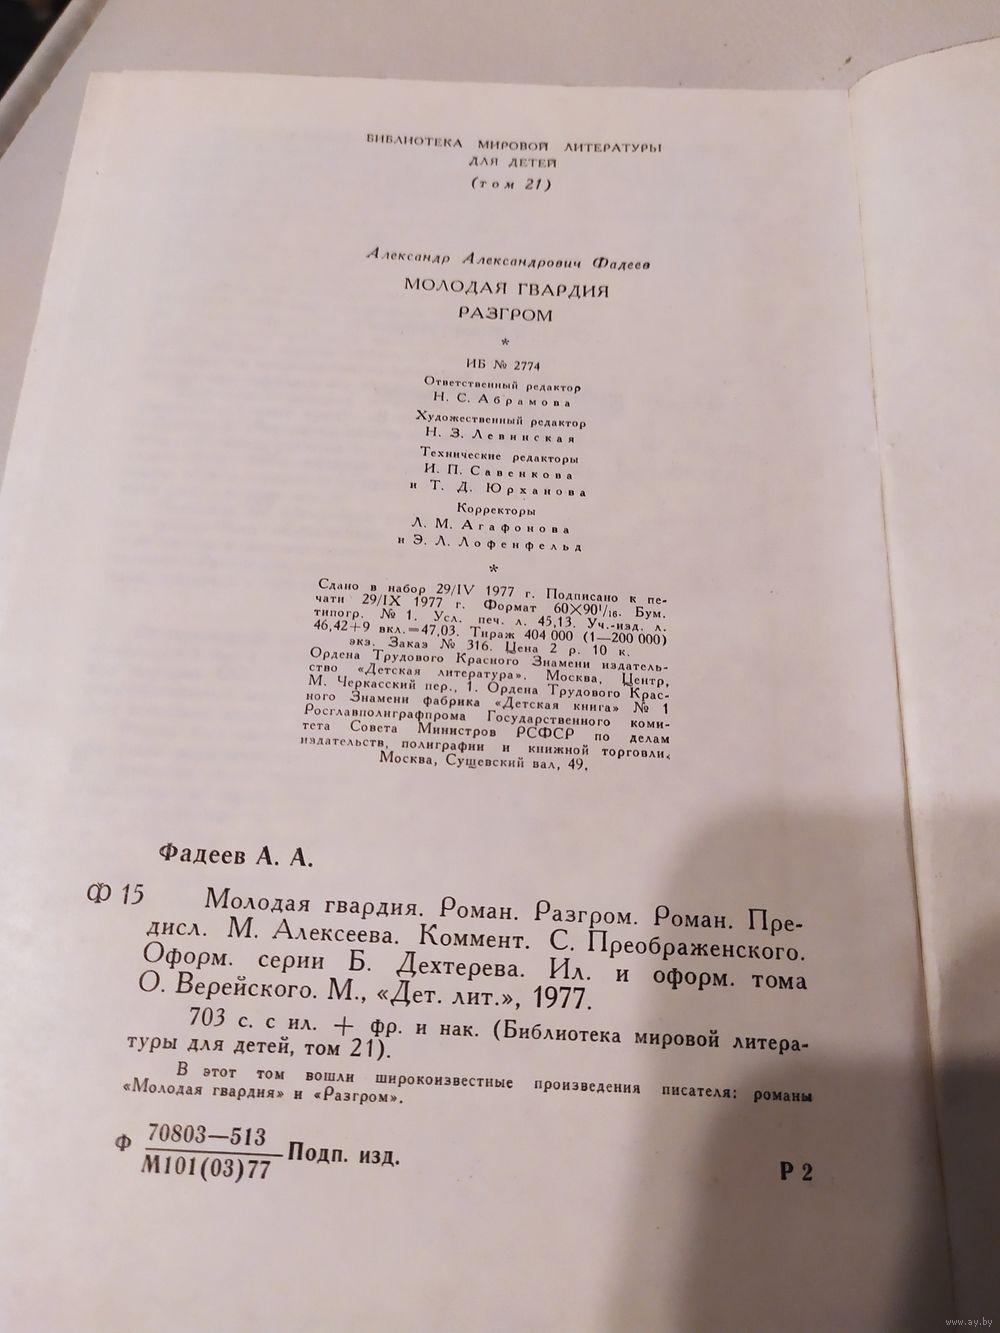 БИБЛИОТЕКА МИРОВОЙ ЛИТЕРАТУРЫ
ДЛЯ ДЕТЕЙ
(том 21)
Александр Александрович Фадеев
МОЛОДАЯ ГВАРДИЯ
РАЗГРОМ
*
ИБ № 2774
Ответственный редактор
Н. С. Абрамова
Художественный редактор
Н. З. Левинская
Технические редакторы
И. П. Савенкова
и Т. Д. Юрханова
Корректоры
Л. М. Агафонова
и Э. Л. Лофенфельд
*
Сдано в набор 29/IV 1977 г. Подписано к пе-
чати 29/IX 1977 г. Формат 60×90¹/₁₆. Бум.
типогр. № 1. Усл. печ. л. 45,13. Уч.-изд. л.
46,42+9 вкл.=47,03. Тираж 404 000 (1—200 000)
экз. Заказ № 316. Цена 2 р. 10 к.
Ордена Трудового Красного Знамени издатель-
ство «Детская литература». Москва, Центр,
М. Черкасский пер., 1. Ордена Трудового Крас-
ного Знамени фабрика «Детская книга» № 1
Росглавполиграфпрома Государственного коми-
тета Совета Министров РСФСР по делам
издательств, полиграфии и книжной торговли.
Москва, Сущевский вал, 49.
Фадеев А. А.
Ф 15 Молодая гвардия. Роман. Разгром. Роман. Пре-
дисл. М. Алексеева. Коммент. С. Преображенского.
Оформ. серии Б. Дехтерева. Ил. и оформ. тома
О. Верейского. М., «Дет. лит.», 1977.
703 с. с ил. + фр. и нак. (Библиотека мировой литера-
туры для детей, том 21).
В этот том вошли широкоизвестные произведения писателя: романы
«Молодая гвардия» и «Разгром».
Ф 70803—513
М101(03)77 Подп. изд.
Р 2
www.ay.by